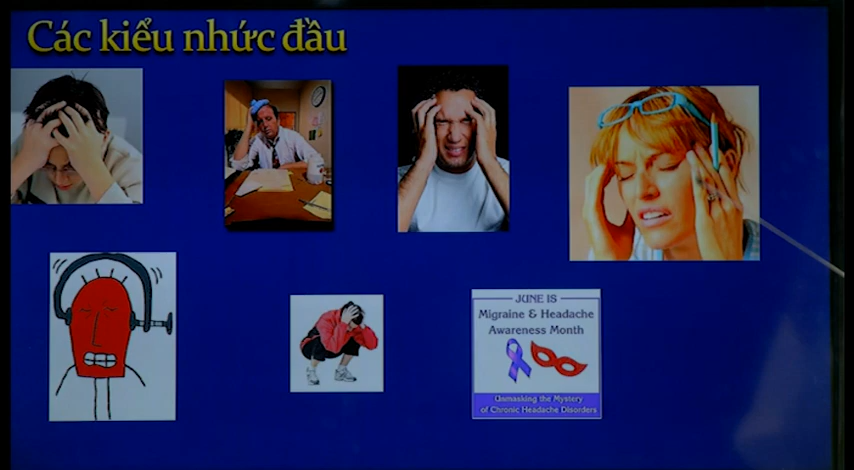 Các kiểu nhức đầu
JUNE IS
Migraine & Headache
Awareness Month
Unmasking the Mystery
of Chronic Headache Disorders